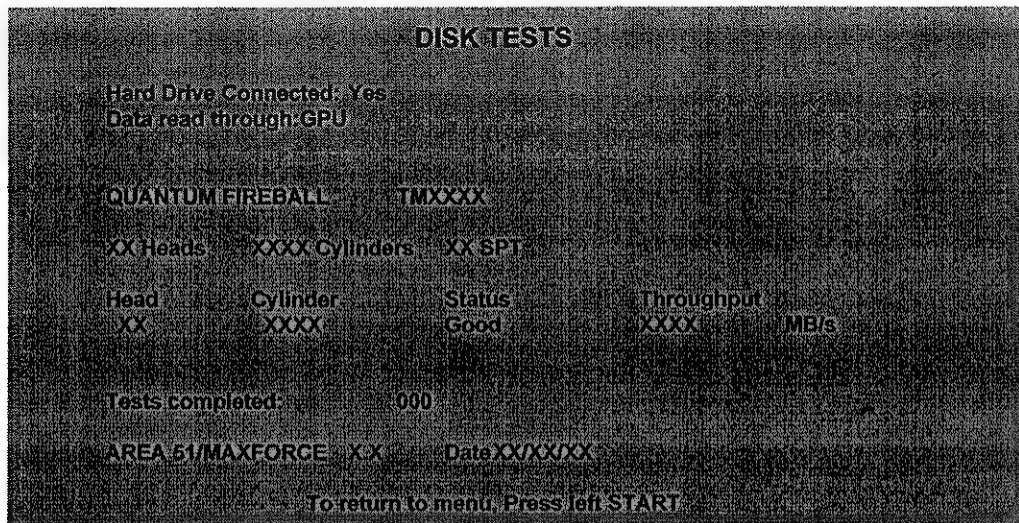 DISK TESTS
Hard Drive Connected: Yes
Data read through GPU
QUANTUM FIREBALL TMXXXX
XX Heads XXXX Cylinders XX SPT
Head Cylinder Status Throughput
XX XXXX Good XXXX MB/s
Tests completed: 000
AREA 51/MAXFORCE X.X Date XX/XX/XX
To return to menu, Press left START